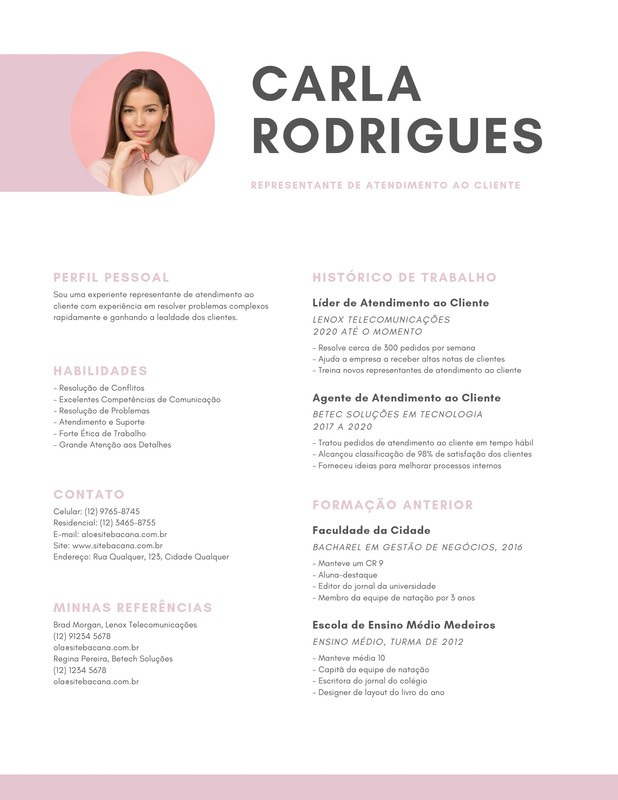 CARLA
RODRIGUES
REPRESENTANTE DE ATENDIMENTO AO CLIENTE
PERFIL PESSOAL
Sou uma experiente representante de atendimento ao
cliente com experiência em resolver problemas complexos
rapidamente e ganhando a lealdade dos clientes.
HABILIDADES
- Resolução de Conflitos
- Excelentes Competências de Comunicação
- Resolução de Problemas
- Atendimento e Suporte
- Forte Ética de Trabalho
- Grande Atenção aos Detalhes
CONTATO
Celular: (12) 9765-8745
Residencial: (12) 3465-8755
E-mail: alo@sitebacana.com.br
Site: www.sitebacana.com.br
Endereço: Rua Qualquer, 123, Cidade Qualquer
MINHAS REFERÊNCIAS
Brad Morgan, Lenox Telecomunicações
(12) 91234 5678
ola@sitebacana.com.br
Regina Pereira, Betech Soluções
(12) 1234 5678
ola@sitebacana.com.br
HISTÓRICO DE TRABALHO
Líder de Atendimento ao Cliente
LENOX TELECOMUNICAÇÕES
2020 ATÉ O MOMENTO
- Resolve cerca de 300 pedidos por semana
- Ajuda a empresa a receber altas notas de clientes
- Treina novos representantes de atendimento ao cliente
Agente de Atendimento ao Cliente
BETEC SOLUÇÕES EM TECNOLOGIA
2017 A 2020
- Tratou pedidos de atendimento ao cliente em tempo hábil
- Alcançou classificação de 98% de satisfação dos clientes
- Forneceu ideias para melhorar processos internos
FORMAÇÃO ANTERIOR
Faculdade da Cidade
BACHAREL EM GESTÃO DE NEGÓCIOS, 2016
- Manteve um CR 9
- Aluna-destaque
- Editor do jornal da universidade
- Membro da equipe de natação por 3 anos
Escola de Ensino Médio Medeiros
ENSINO MÉDIO, TURMA DE 2012
- Manteve média 10
- Capitã da equipe de natação
- Escritora do jornal do colégio
- Designer de layout do livro do ano